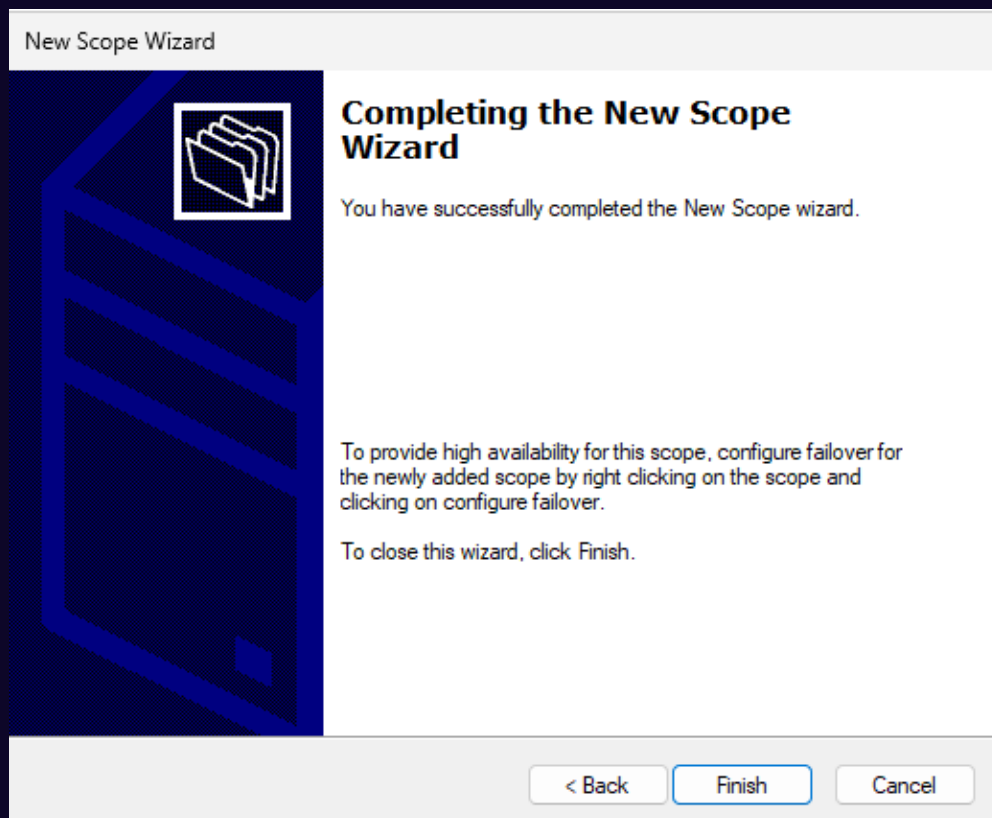 New Scope Wizard
Completing the New Scope
Wizard
You have successfully completed the New Scope wizard.
To provide high availability for this scope, configure failover for
the newly added scope by right clicking on the scope and
clicking on configure failover.
To close this wizard, click Finish.
< Back
Finish
Cancel